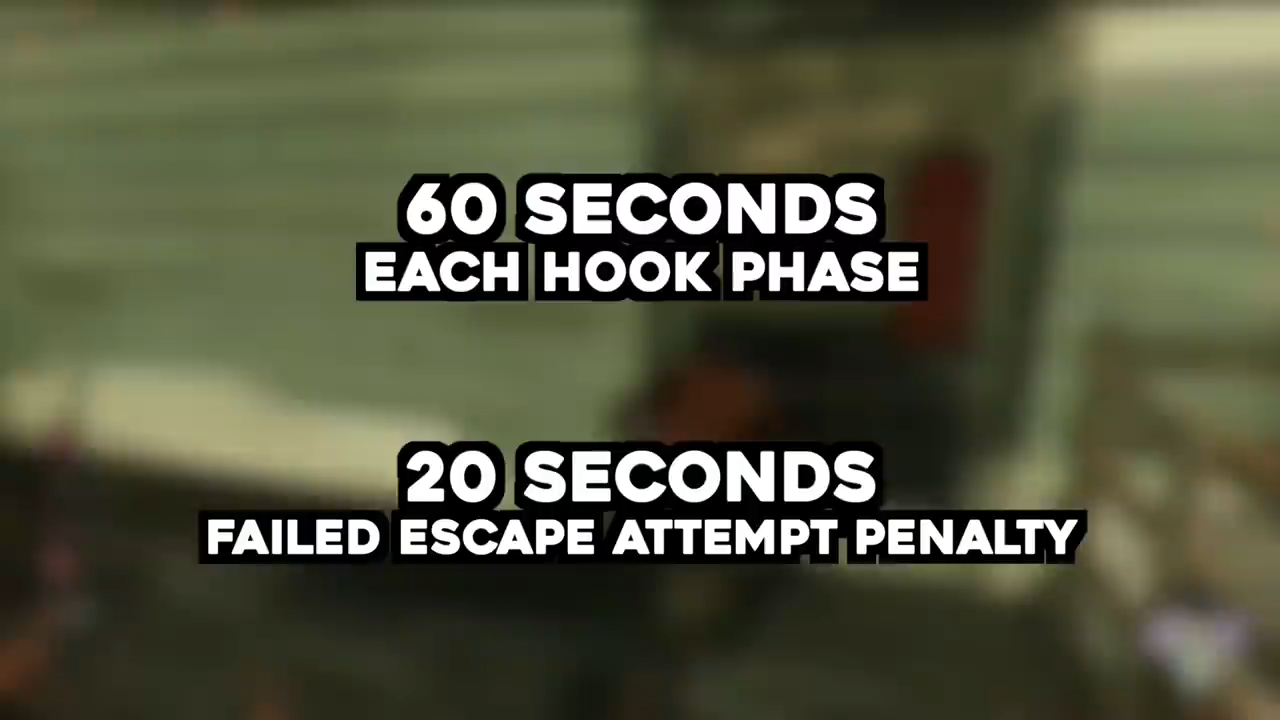 60 SECONDS
EACH HOOK PHASE
20 SECONDS
FAILED ESCAPE ATTEMPT PENALTY